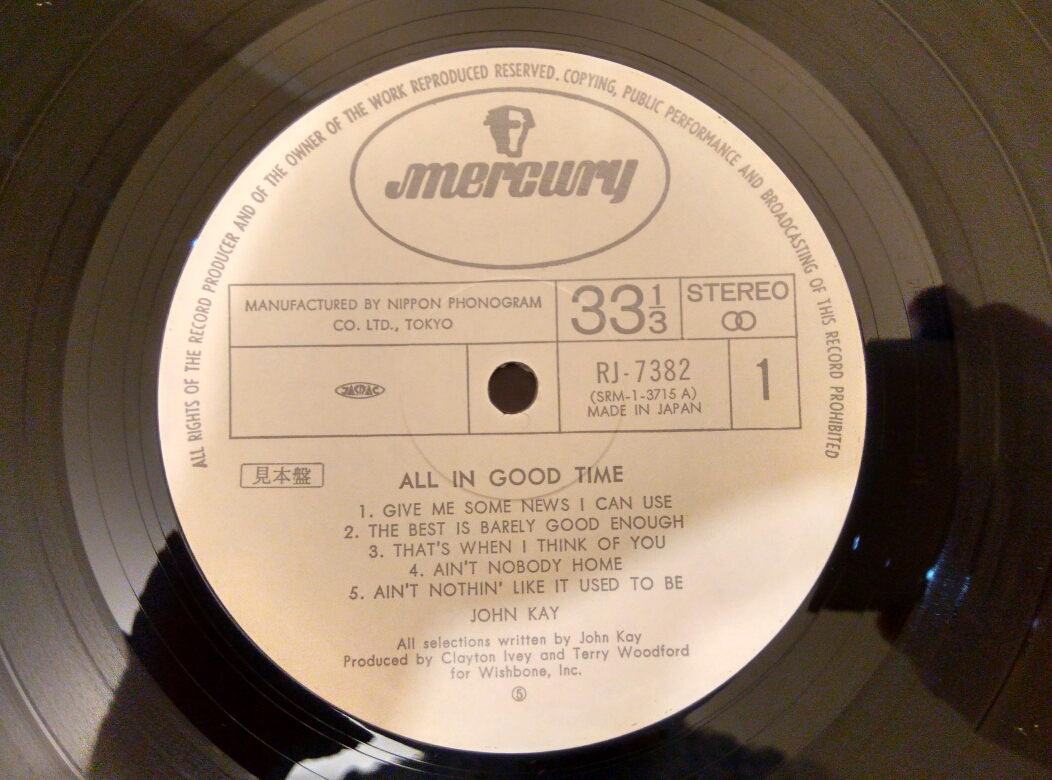 ALL RIGHTS OF THE RECORD PRODUCER AND OF THE OWNER OF THE WORK REPRODUCED RESERVED. COPYING, PUBLIC PERFORMANCE AND BROADCASTING OF THIS RECORD PROHIBITED
mercury
MANUFACTURED BY NIPPON PHONOGRAM
CO. LTD., TOKYO
33 1/3
STEREO
JASRAC
RJ-7382
(SRM-1-3715 A)
MADE IN JAPAN
1
見本盤
ALL IN GOOD TIME
1. GIVE ME SOME NEWS I CAN USE
2. THE BEST IS BARELY GOOD ENOUGH
3. THAT'S WHEN I THINK OF YOU
4. AIN'T NOBODY HOME
5. AIN'T NOTHIN' LIKE IT USED TO BE
JOHN KAY
All selections written by John Kay
Produced by Clayton Ivey and Terry Woodford
for Wishbone, Inc.
⑤